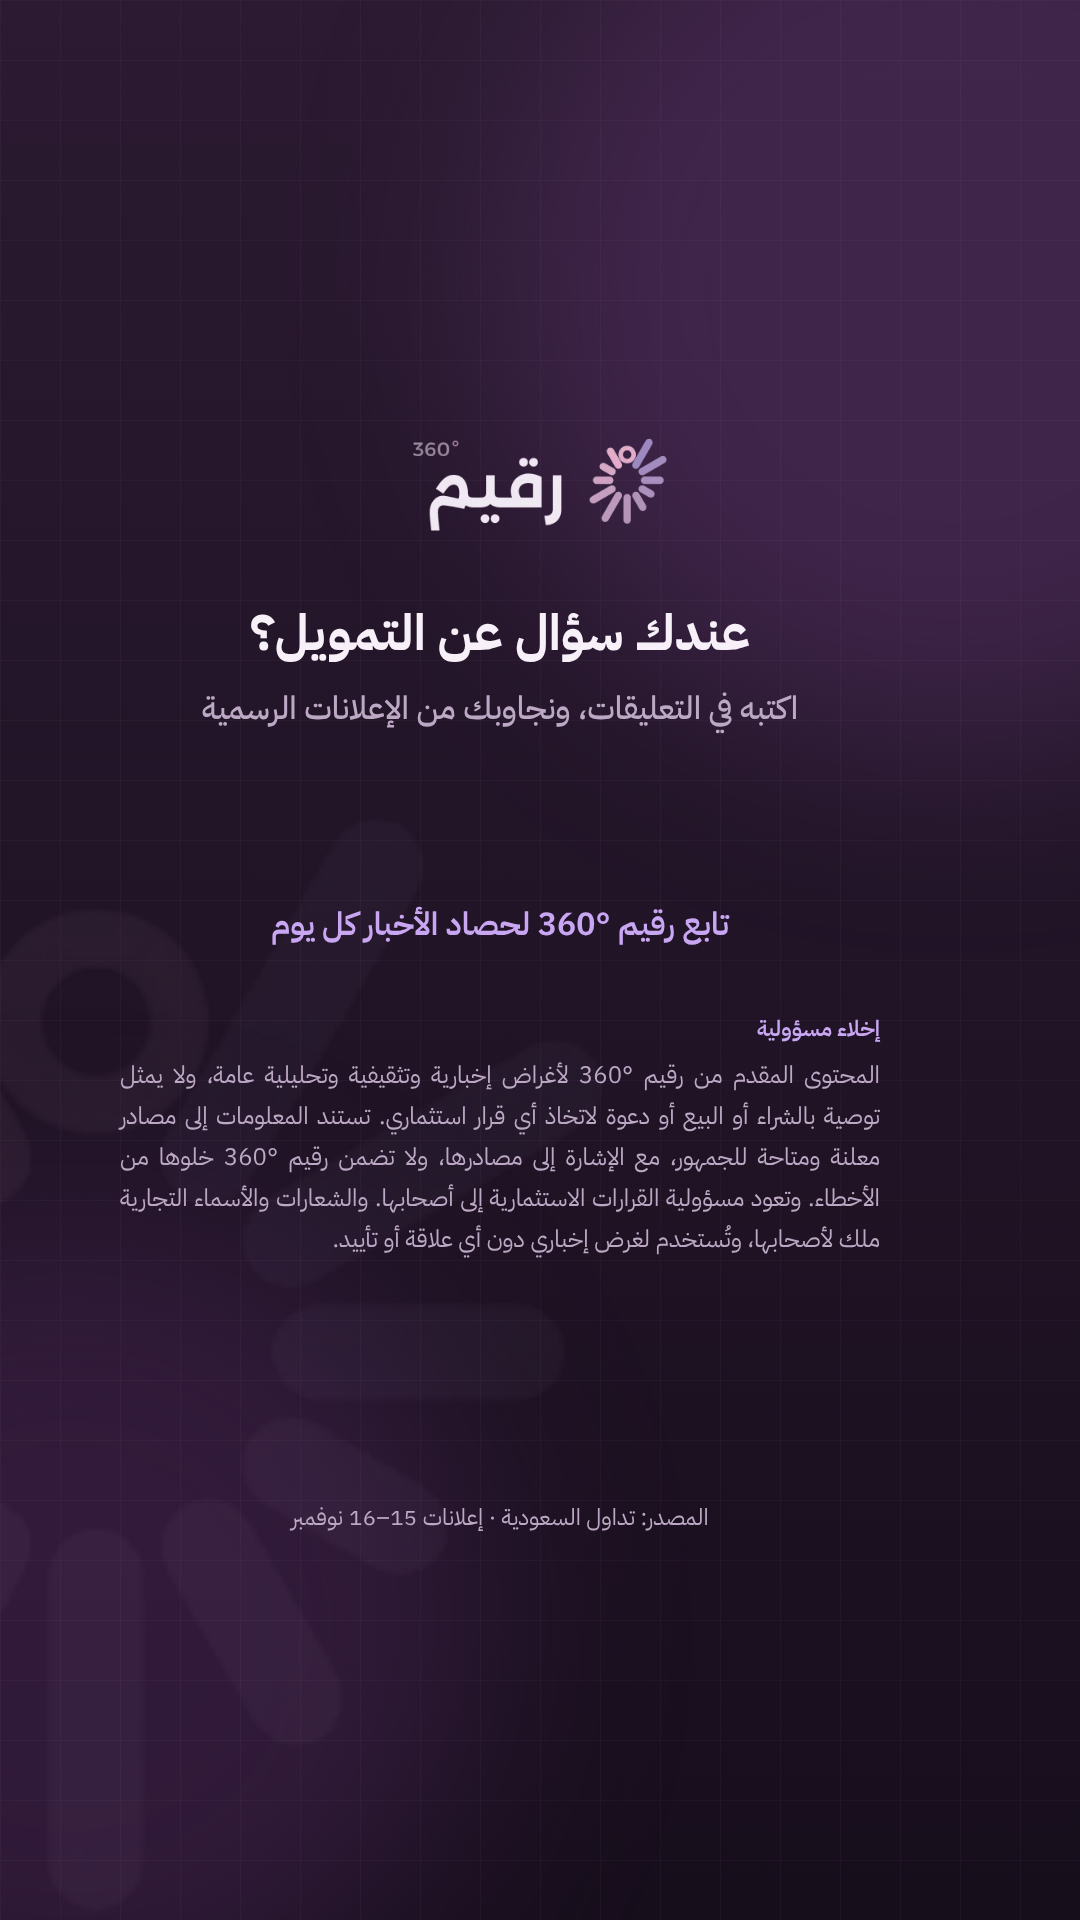 رقيم 360°
عندك سؤال عن التمويل؟
اكتبه في التعليقات، ونجاوبك من الإعلانات الرسمية
تابع رقيم 360° لحصاد الأخبار كل يوم
إخلاء مسؤولية
المحتوى المقدم من رقيم 360° لأغراض إخبارية وتثقيفية وتحليلية عامة، ولا يمثل
توصية بالشراء أو البيع أو دعوة لاتخاذ أي قرار استثماري. تستند المعلومات إلى مصادر
معلنة ومتاحة للجمهور، مع الإشارة إلى مصادرها، ولا تضمن رقيم 360° خلوها من
الأخطاء. وتعود مسؤولية القرارات الاستثمارية إلى أصحابها. والشعارات والأسماء التجارية
ملك لأصحابها، وتُستخدم لغرض إخباري دون أي علاقة أو تأييد.
المصدر: تداول السعودية · إعلانات 15–16 نوفمبر